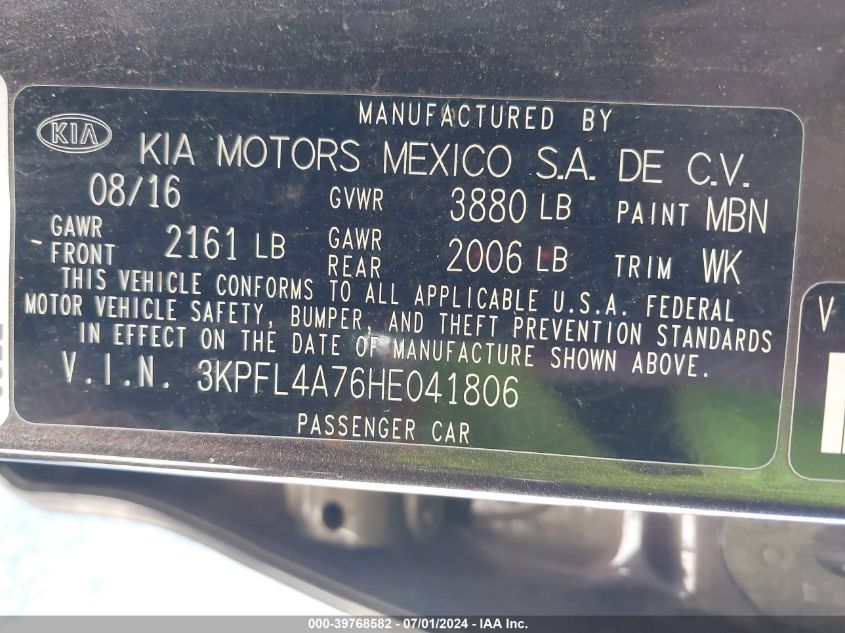 MANUFACTURED BY
KIA KIA MOTORS MEXICO S.A. DE C.V.
08/16 GVWR 3880 LB PAINT MBN
GAWR FRONT 2161 LB GAWR REAR 2006 LB TRIM WK
THIS VEHICLE CONFORMS TO ALL APPLICABLE U.S.A. FEDERAL
MOTOR VEHICLE SAFETY, BUMPER, AND THEFT PREVENTION STANDARDS
IN EFFECT ON THE DATE OF MANUFACTURE SHOWN ABOVE.
V.I.N. 3KPFL4A76HE041806
PASSENGER CAR
V
000-39768582 - 07/01/2024 - IAA Inc.